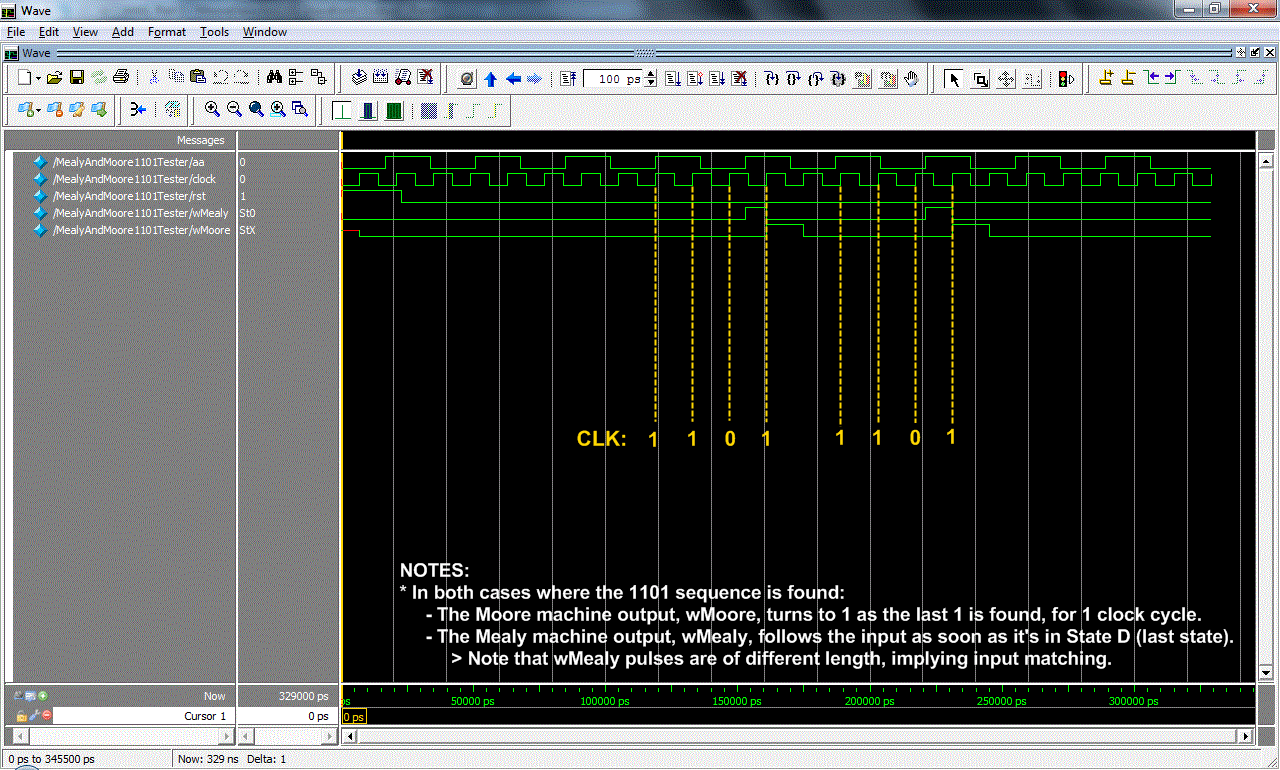 Wave
File Edit View Add Format Tools Window
Wave
100 ps
Messages
/MealyAndMoore1101Tester/aa 0
/MealyAndMoore1101Tester/clock 0
/MealyAndMoore1101Tester/rst 1
/MealyAndMoore1101Tester/wMealy St0
/MealyAndMoore1101Tester/wMoore StX
CLK: 1 1 0 1 1 1 0 1
NOTES:
* In both cases where the 1101 sequence is found:
- The Moore machine output, wMoore, turns to 1 as the last 1 is found, for 1 clock cycle.
- The Mealy machine output, wMealy, follows the input as soon as it's in State D (last state).
> Note that wMealy pulses are of different length, implying input matching.
Now 329000 ps ps 50000 ps 100000 ps 150000 ps 200000 ps 250000 ps 300000 ps
Cursor 1 0 ps 0 ps
0 ps to 345500 ps Now: 329 ns Delta: 1